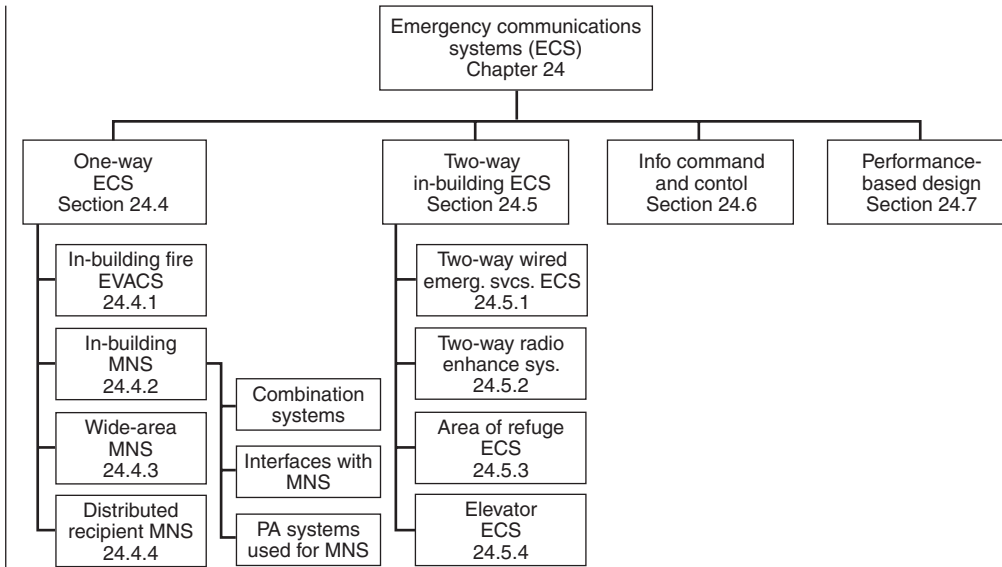 Emergency communications
systems (ECS)
Chapter 24
One-way
ECS
Section 24.4
Two-way
in-building ECS
Section 24.5
Info command
and contol
Section 24.6
Performance-
based design
Section 24.7
In-building fire
EVACS
24.4.1
In-building
MNS
24.4.2
Wide-area
MNS
24.4.3
Distributed
recipient MNS
24.4.4
Combination
systems
Interfaces with
MNS
PA systems
used for MNS
Two-way wired
emerg. svcs. ECS
24.5.1
Two-way radio
enhance sys.
24.5.2
Area of refuge
ECS
24.5.3
Elevator
ECS
24.5.4